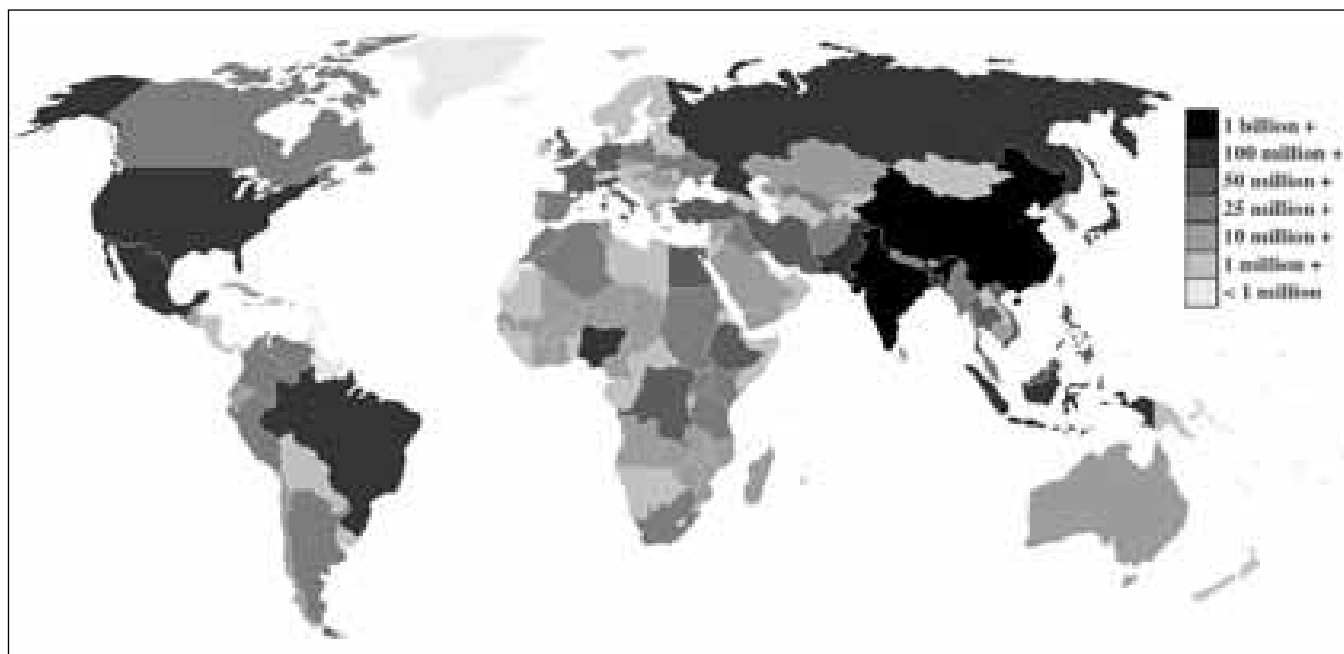 1 billion +
100 million +
50 million +
25 million +
10 million +
1 million +
< 1 million